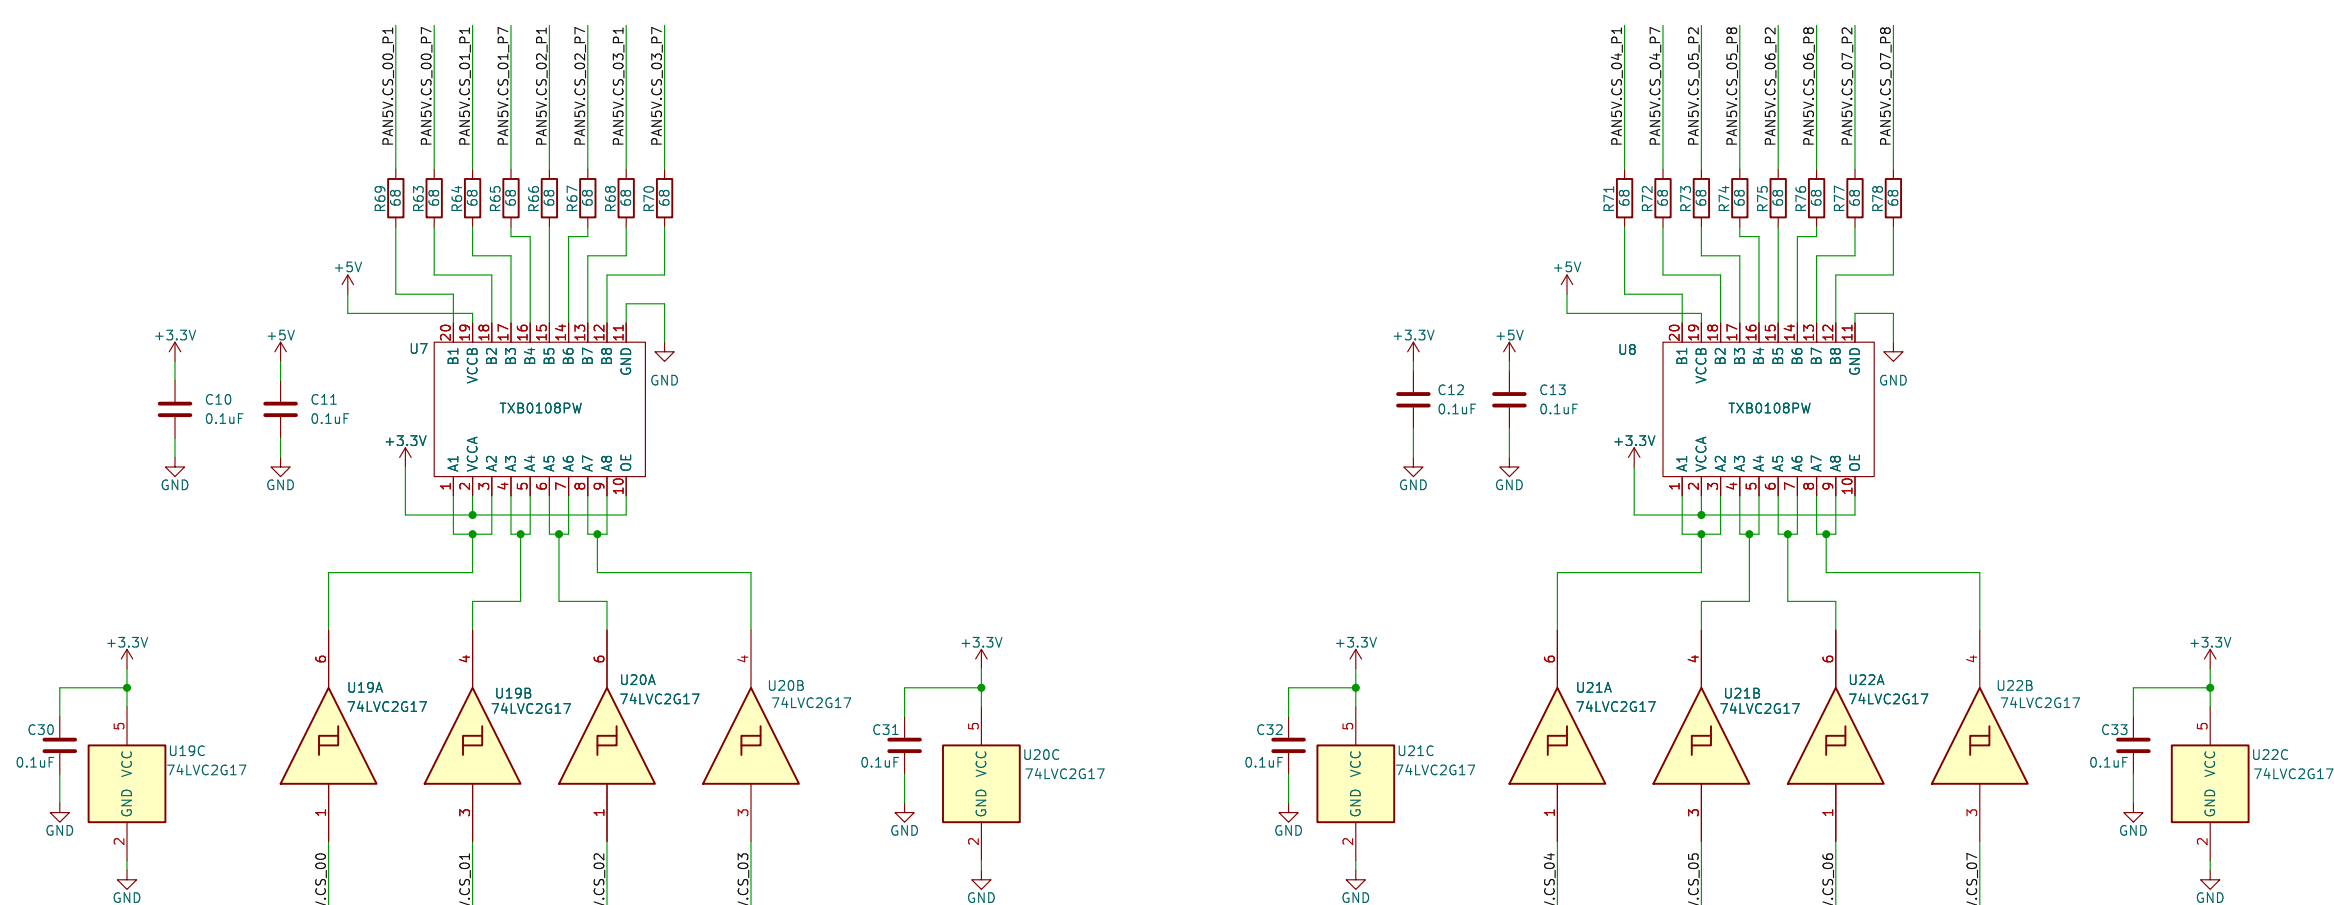 PAN5V.CS_00_P1
PAN5V.CS_00_P7
PAN5V.CS_01_P1
PAN5V.CS_01_P7
PAN5V.CS_02_P1
PAN5V.CS_02_P7
PAN5V.CS_03_P1
PAN5V.CS_03_P7
R69 68
R63 68
R64 68
R65 68
R66 68
R67 68
R68 68
R70 68
+5V
+3.3V
+5V
U7
20 19 18 17 16 15 14 13 12 11
B1 VCCB B2 B3 B4 B5 B6 B7 B8 GND
GND
TXB0108PW
C10
0.1uF
C11
0.1uF
+3.3V
GND
GND
A1 VCCA A2 A3 A4 A5 A6 A7 A8 OE
1 2 3 4 5 6 7 8 9 10
+3.3V
C30
0.1uF
5
U19C
74LVC2G17
VCC
GND
2
GND
GND
6
U19A
74LVC2G17
1
V.CS_00
4
U19B
74LVC2G17
3
V.CS_01
6
U20A
74LVC2G17
1
V.CS_02
4
U20B
74LVC2G17
3
V.CS_03
+3.3V
C31
0.1uF
5
U20C
74LVC2G17
VCC
GND
2
GND
GND
PAN5V.CS_04_P1
PAN5V.CS_04_P7
PAN5V.CS_05_P2
PAN5V.CS_05_P8
PAN5V.CS_06_P2
PAN5V.CS_06_P8
PAN5V.CS_07_P2
PAN5V.CS_07_P8
R71 68
R72 68
R73 68
R74 68
R75 68
R76 68
R77 68
R78 68
+5V
+3.3V
+5V
U8
20 19 18 17 16 15 14 13 12 11
B1 VCCB B2 B3 B4 B5 B6 B7 B8 GND
GND
TXB0108PW
C12
0.1uF
C13
0.1uF
+3.3V
GND
GND
A1 VCCA A2 A3 A4 A5 A6 A7 A8 OE
1 2 3 4 5 6 7 8 9 10
+3.3V
C32
0.1uF
5
U21C
74LVC2G17
VCC
GND
2
GND
GND
6
U21A
74LVC2G17
1
V.CS_04
4
U21B
74LVC2G17
3
V.CS_05
6
U22A
74LVC2G17
1
V.CS_06
4
U22B
74LVC2G17
3
V.CS_07
+3.3V
C33
0.1uF
5
U22C
74LVC2G17
VCC
GND
2
GND
GND